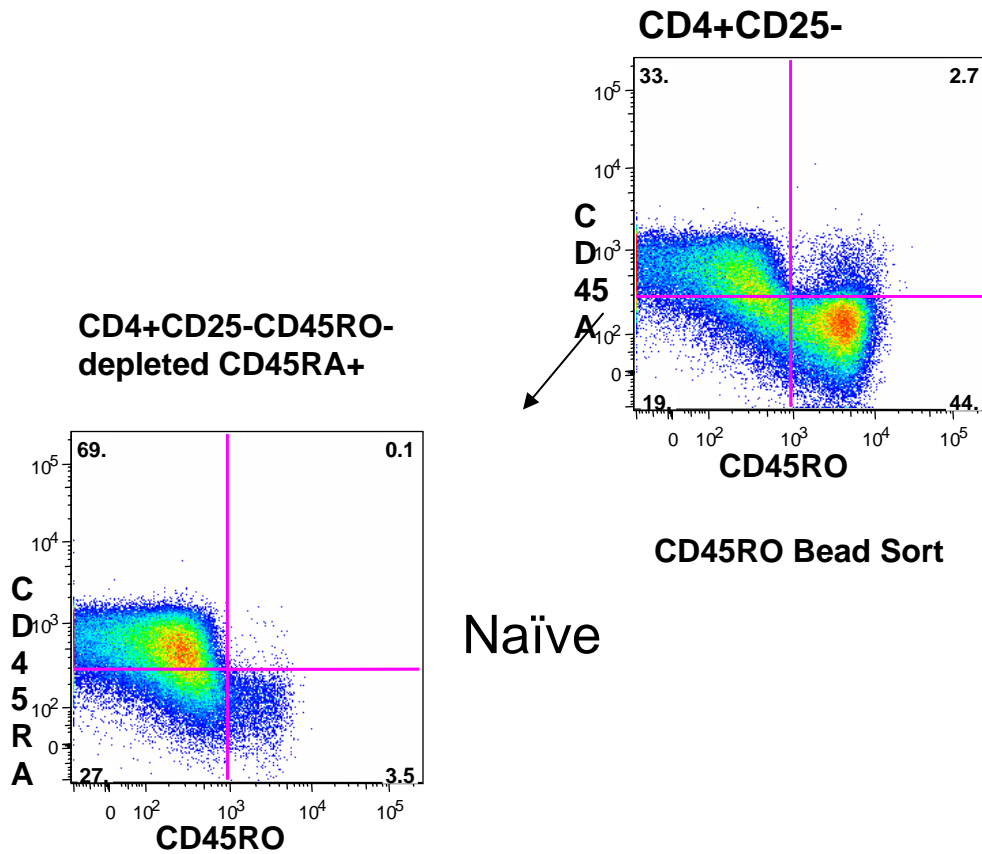 CD4+CD25-
33.
2.7
10^5
10^4
10^3
10^2
0
C
D
45
A
19.
44.
0 10^2 10^3 10^4 10^5
CD45RO
CD45RO Bead Sort
CD4+CD25-CD45RO-
depleted CD45RA+
69.
0.1
10^5
10^4
10^3
10^2
0
C
D
4
5
R
A
27.
3.5
0 10^2 10^3 10^4 10^5
CD45RO
Naïve